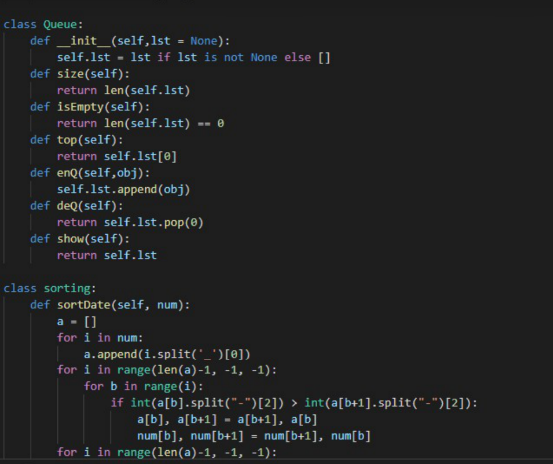 class Queue:
    def __init__(self,lst = None):
        self.lst = lst if lst is not None else []
    def size(self):
        return len(self.lst)
    def isEmpty(self):
        return len(self.lst) == 0
    def top(self):
        return self.lst[0]
    def enQ(self,obj):
        self.lst.append(obj)
    def deQ(self):
        return self.lst.pop(0)
    def show(self):
        return self.lst

class sorting:
    def sortDate(self, num):
        a = []
        for i in num:
            a.append(i.split('_')[0])
        for i in range(len(a)-1, -1, -1):
            for b in range(i):
                if int(a[b].split("-")[2]) > int(a[b+1].split("-")[2]):
                    a[b], a[b+1] = a[b+1], a[b]
                    num[b], num[b+1] = num[b+1], num[b]
        for i in range(len(a)-1, -1, -1):